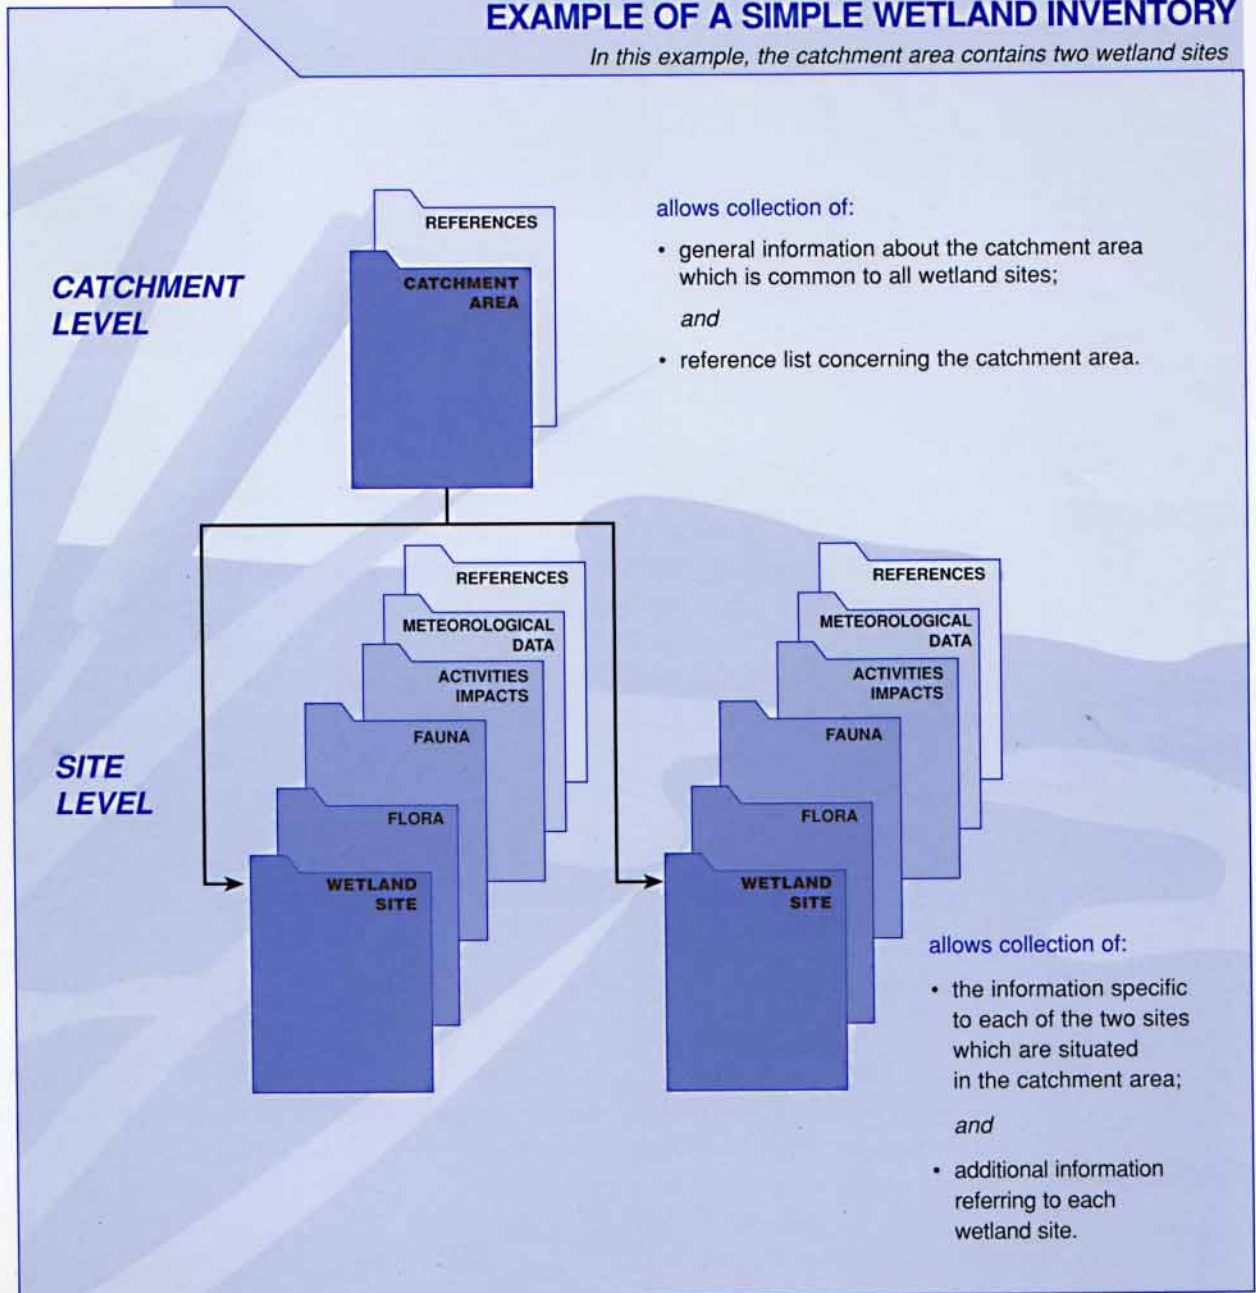 EXAMPLE OF A SIMPLE WETLAND INVENTORY
In this example, the catchment area contains two wetland sites
CATCHMENT
LEVEL
REFERENCES
CATCHMENT
AREA
allows collection of:
• general information about the catchment area
which is common to all wetland sites;
and
• reference list concerning the catchment area.
SITE
LEVEL
REFERENCES
METEOROLOGICAL
DATA
ACTIVITIES
IMPACTS
FAUNA
FLORA
WETLAND
SITE
REFERENCES
METEOROLOGICAL
DATA
ACTIVITIES
IMPACTS
FAUNA
FLORA
WETLAND
SITE
allows collection of:
• the information specific
to each of the two sites
which are situated
in the catchment area;
and
• additional information
referring to each
wetland site.